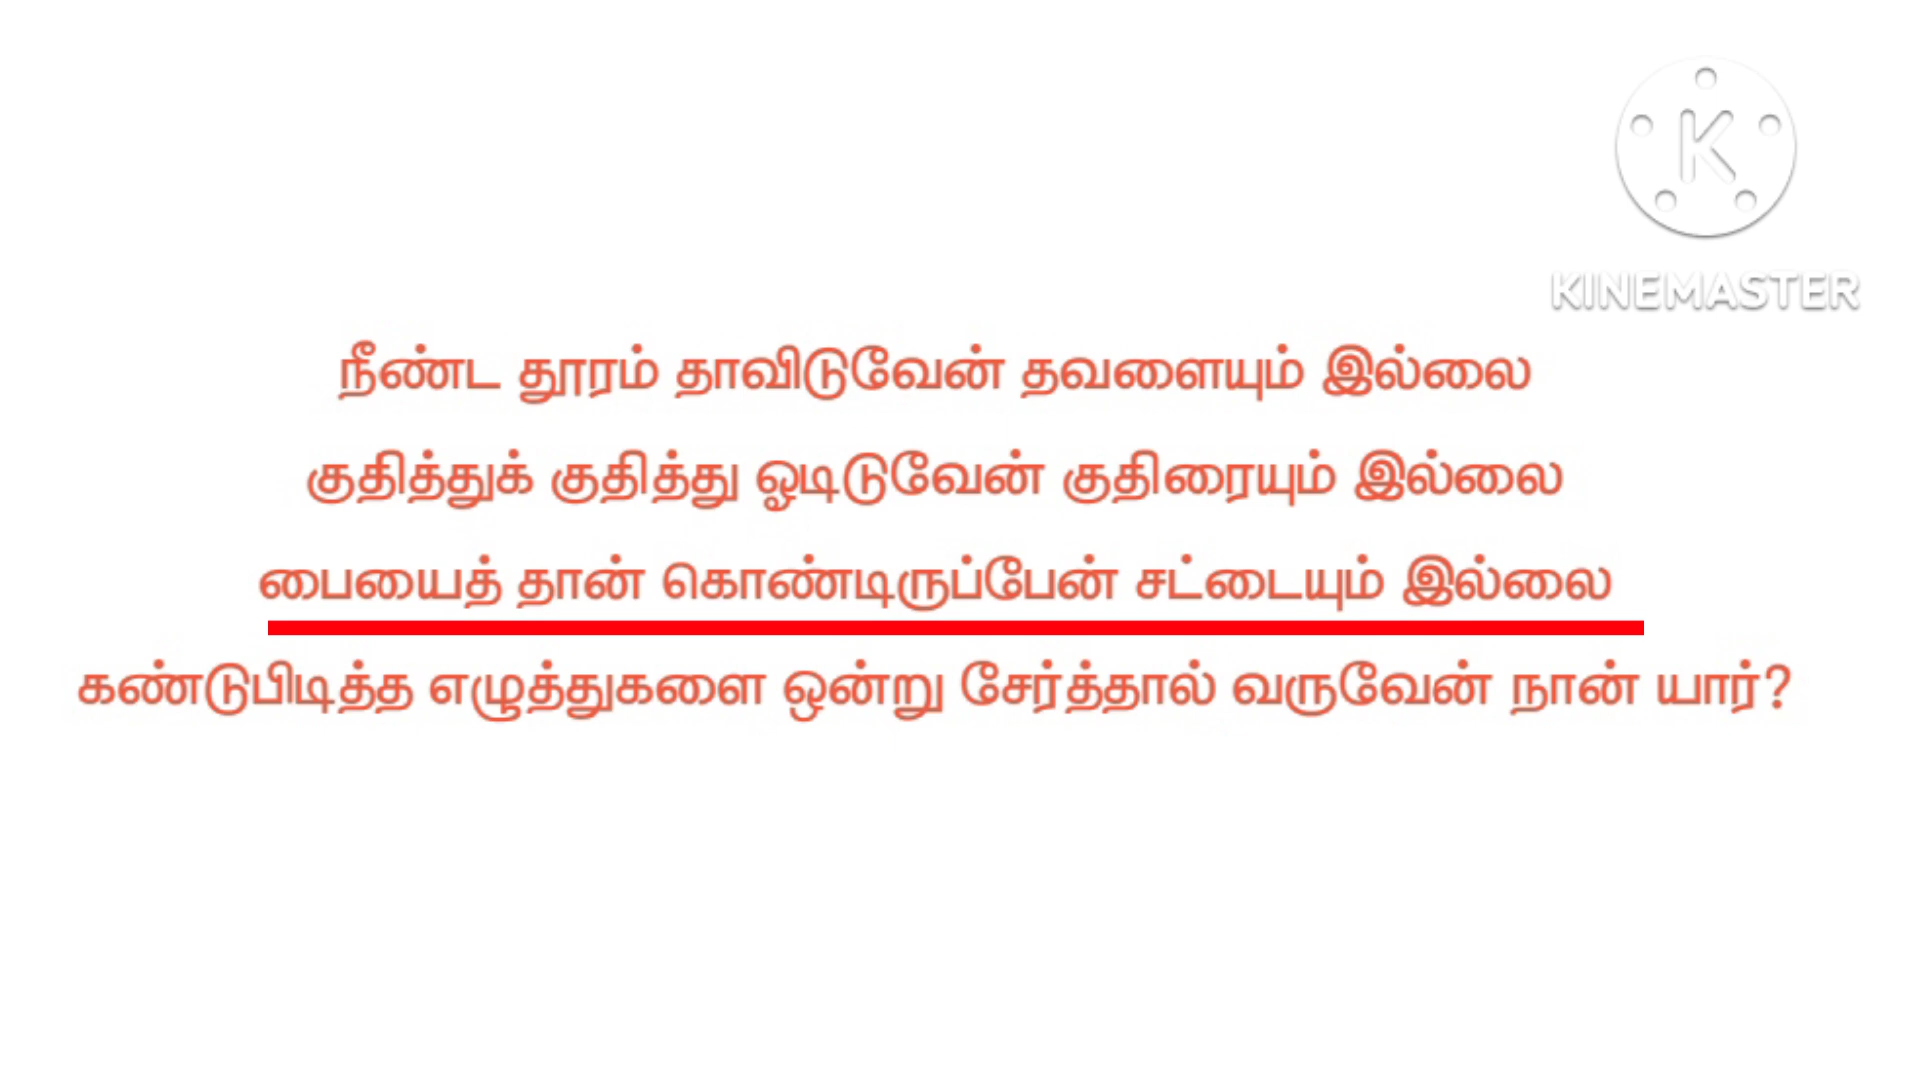 K
KINEMASTER
நீண்ட தூரம் தாவிடுவேன் தவளையும் இல்லை
குதித்துக் குதித்து ஓடிடுவேன் குதிரையும் இல்லை
பையைத் தான் கொண்டிருப்பேன் சட்டையும் இல்லை
கண்டுபிடித்த எழுத்துகளை ஒன்று சேர்த்தால் வருவேன் நான் யார்?